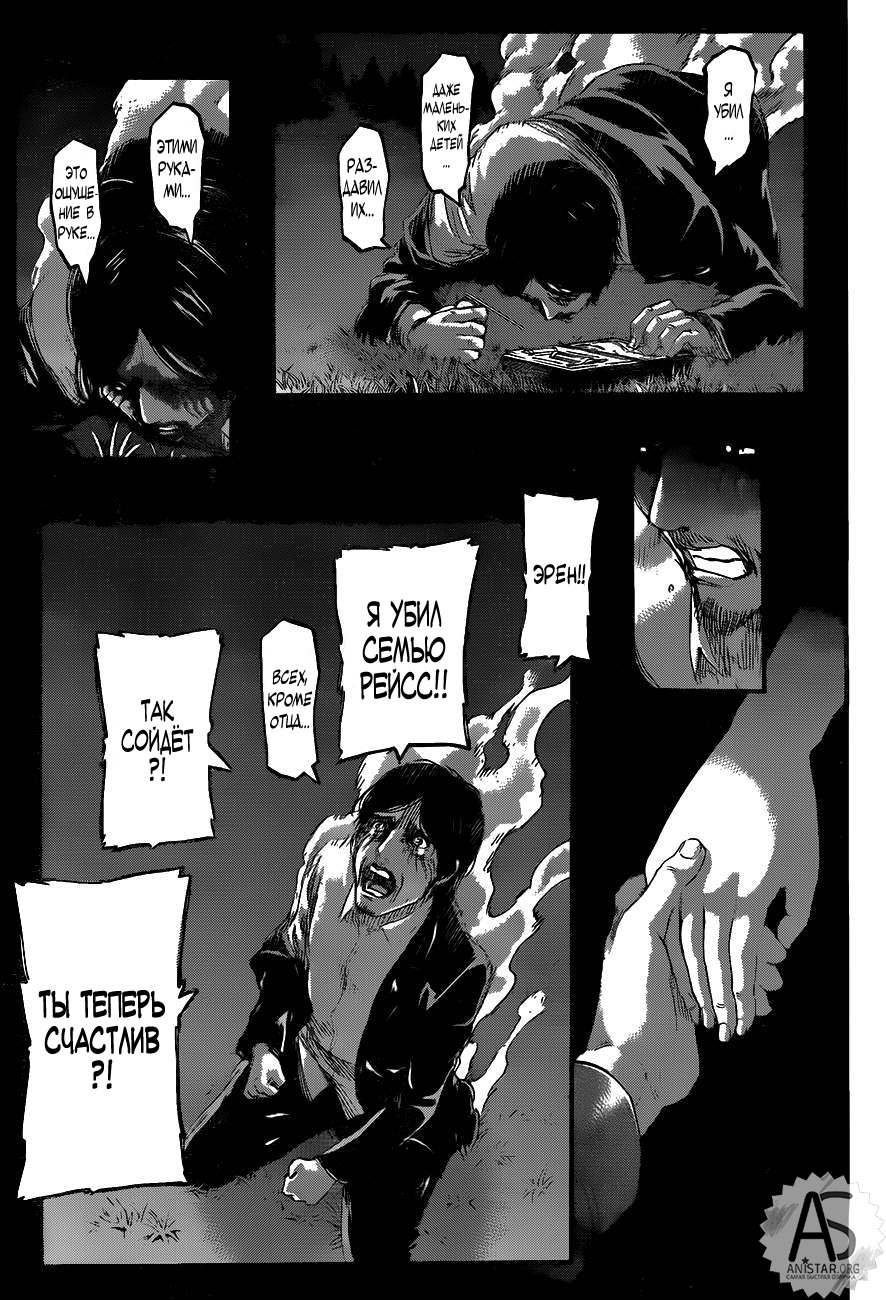 Я
УБИЛ
...
ДАЖЕ
МАЛЕНЬ-
КИХ
ДЕТЕЙ
...
РАЗ-
ДАВИЛ
ИХ...
ЭТИМИ
РУКА-
МИ...
ЭТО
ОЩУЩЕ-
НИЕ В
РУКЕ...
ЭРЕН!!
Я УБИЛ
СЕМЬЮ
РЕЙСС!!
ВСЕХ,
КРОМЕ
ОТЦА...
ТАК
СОЙДЁТ
?!
ТЫ ТЕПЕРЬ
СЧАСТЛИВ
?!
AS
ANISTAR.ORG
САМАЯ БЫСТРАЯ ОЗВУЧКА